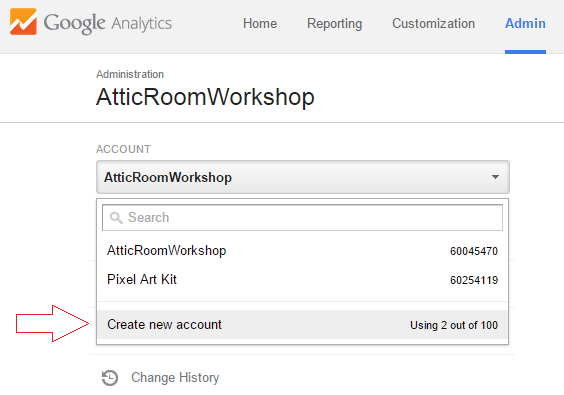 Google Analytics Home Reporting Customization Admin
Administration
AtticRoomWorkshop
ACCOUNT
AtticRoomWorkshop
Search
AtticRoomWorkshop 60045470
Pixel Art Kit 60254119
Create new account Using 2 out of 100
Change History